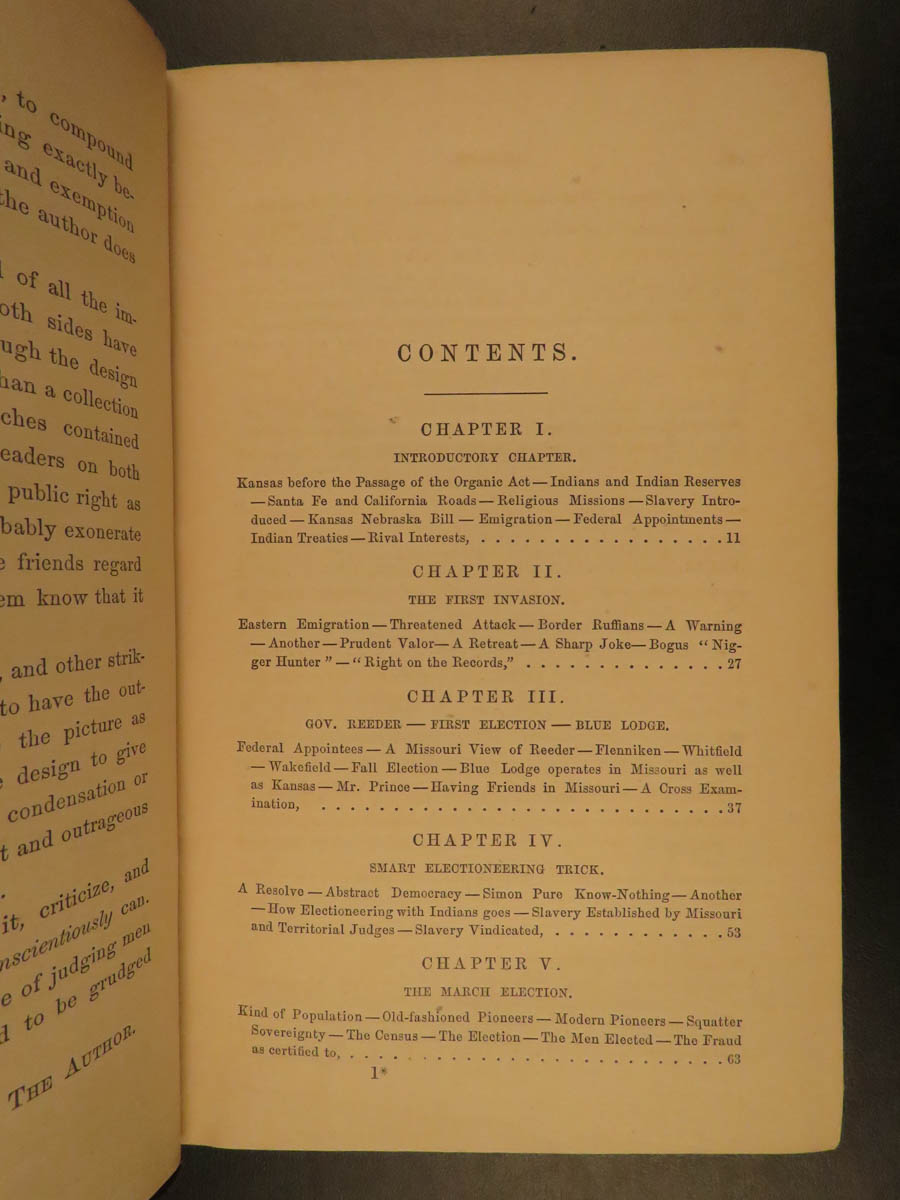 , to compound
ing exactly be-
and exemption
the author does
of all the im-
oth sides have
ugh the design
han a collection
ches contained
eaders on both
public right as
bably exonerate
e friends regard
em know that it
, and other strik-
to have the out-
the picture as
e design to give
condensation or
t and outrageous
.
it, criticize, and
nscientiously can.
e of judging men
d to be grudged
THE AUTHOR.
CONTENTS.
CHAPTER I.
INTRODUCTORY CHAPTER.
Kansas before the Passage of the Organic Act—Indians and Indian Reserves
—Santa Fe and California Roads—Religious Missions—Slavery Intro-
duced—Kansas Nebraska Bill—Emigration—Federal Appointments—
Indian Treaties—Rival Interests, . . . . . . . . . . . . . . . . . 11
CHAPTER II.
THE FIRST INVASION.
Eastern Emigration—Threatened Attack—Border Ruffians—A Warning
—Another—Prudent Valor—A Retreat—A Sharp Joke—Bogus "Nig-
ger Hunter"—"Right on the Records," . . . . . . . . . . . . . . 27
CHAPTER III.
GOV. REEDER — FIRST ELECTION — BLUE LODGE.
Federal Appointees—A Missouri View of Reeder—Flenniken—Whitfield
—Wakefield—Fall Election—Blue Lodge operates in Missouri as well
as Kansas—Mr. Prince—Having Friends in Missouri—A Cross Exam-
ination, . . . . . . . . . . . . . . . . . . . . . . . . . . . . 37
CHAPTER IV.
SMART ELECTIONEERING TRICK.
A Resolve—Abstract Democracy—Simon Pure Know-Nothing—Another
—How Electioneering with Indians goes—Slavery Established by Missouri
and Territorial Judges—Slavery Vindicated, . . . . . . . . . . . . 53
CHAPTER V.
THE MARCH ELECTION.
Kind of Population—Old-fashioned Pioneers—Modern Pioneers—Squatter
Sovereignty—The Census—The Election—The Men Elected—The Fraud
as certified to, . . . . . . . . . . . . . . . . . . . . . . . . . . 63
1*